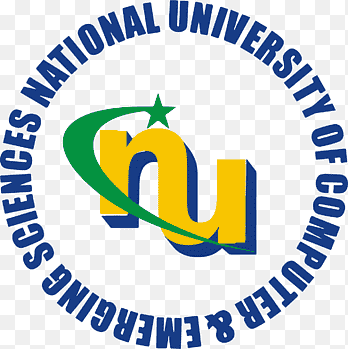 NATIONAL UNIVERSITY OF COMPUTER & EMERGING SCIENCES
nu